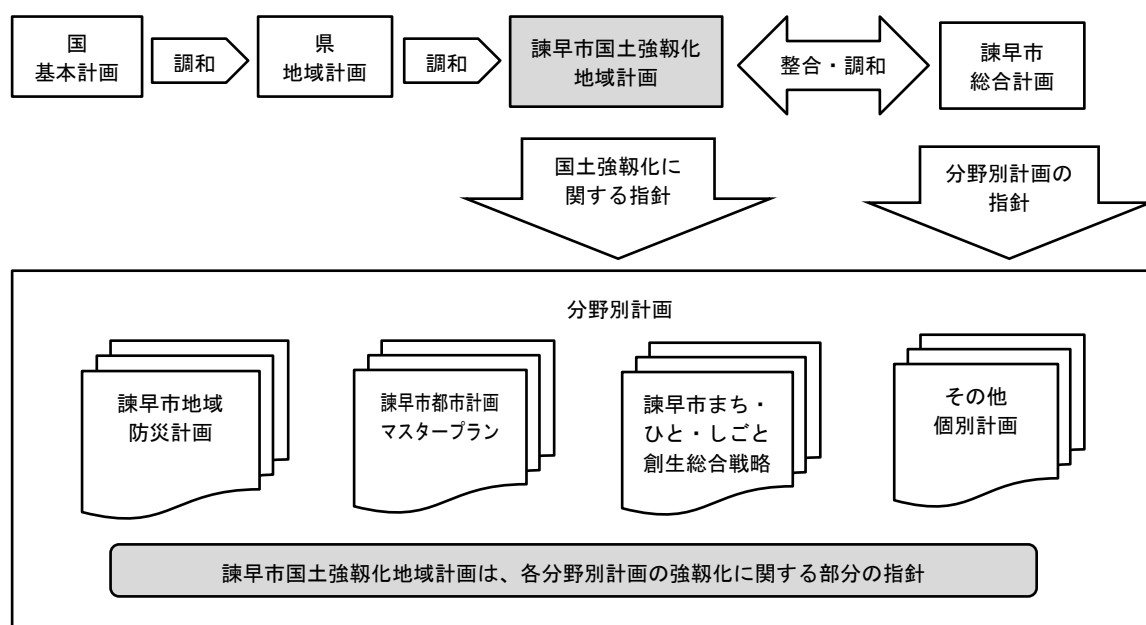 国
基本計画
調和
県
地域計画
調和
諫早市国土強靱化
地域計画
整合・調和
諫早市
総合計画
国土強靱化に
関する指針
分野別計画の
指針
分野別計画
諫早市地域
防災計画
諫早市都市計画
マスタープラン
諫早市まち・
ひと・しごと
創生総合戦略
その他
個別計画
諫早市国土強靱化地域計画は、各分野別計画の強靱化に関する部分の指針